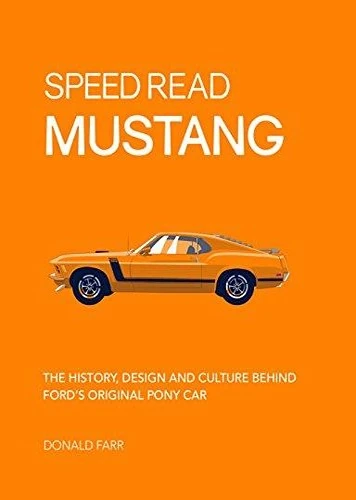 SPEED READ
MUSTANG
THE HISTORY, DESIGN AND CULTURE BEHIND
FORD'S ORIGINAL PONY CAR
DONALD FARR